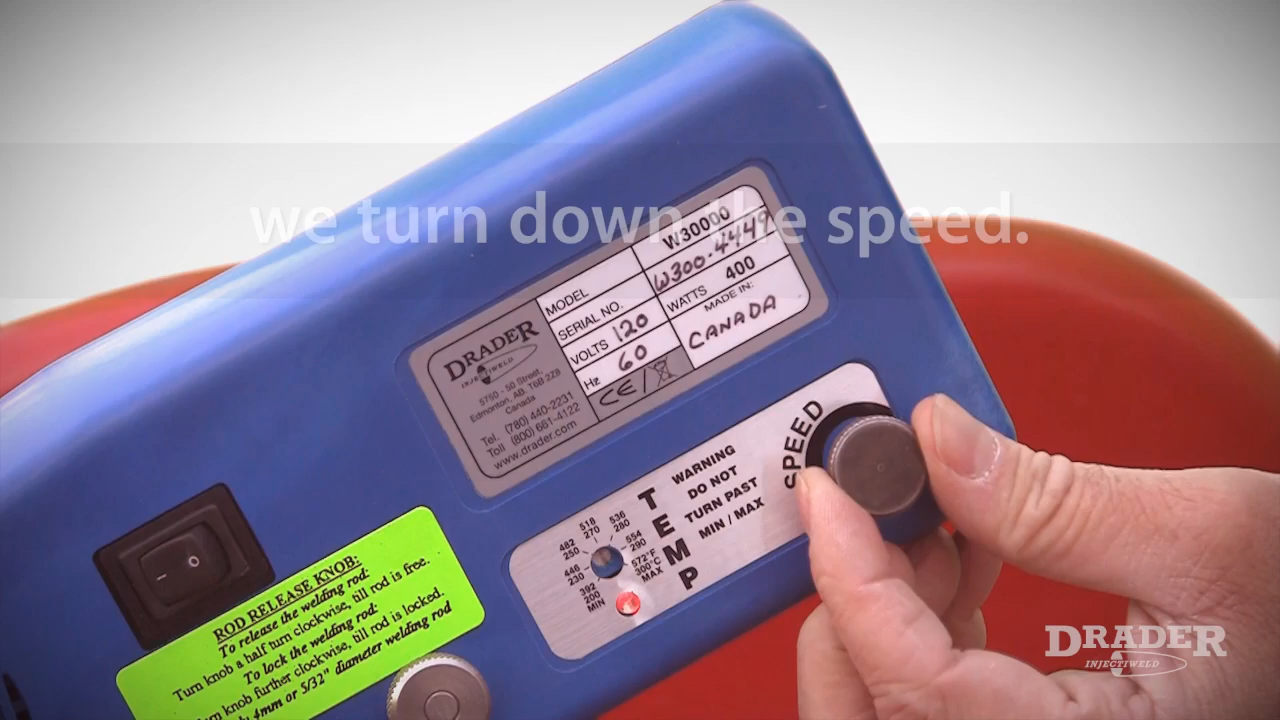 we turn down the speed.
MODEL W30000
SERIAL NO. W300.4449
VOLTS 120 WATTS 400
Hz 60 MADE IN:
CANADA
CE
DRADER
INJECTIWELD
5750 - 50 Street,
Edmonton, AB. T6B 2Z8
Canada
Tel. (780) 440-2231
Toll (800) 661-4122
www.drader.com
SPEED
WARNING
DO NOT
TURN PAST
MIN / MAX
TEMP
392 200 MIN
446 230
482 250
518 270
536 280
554 290
572°F 300°C MAX
ROD RELEASE KNOB:
To release the welding rod:
Turn knob a half turn clockwise, till rod is free.
To lock the welding rod:
knob further clockwise, till rod is locked.
4mm or 5/32" diameter welding rod
DRADER
INJECTIWELD